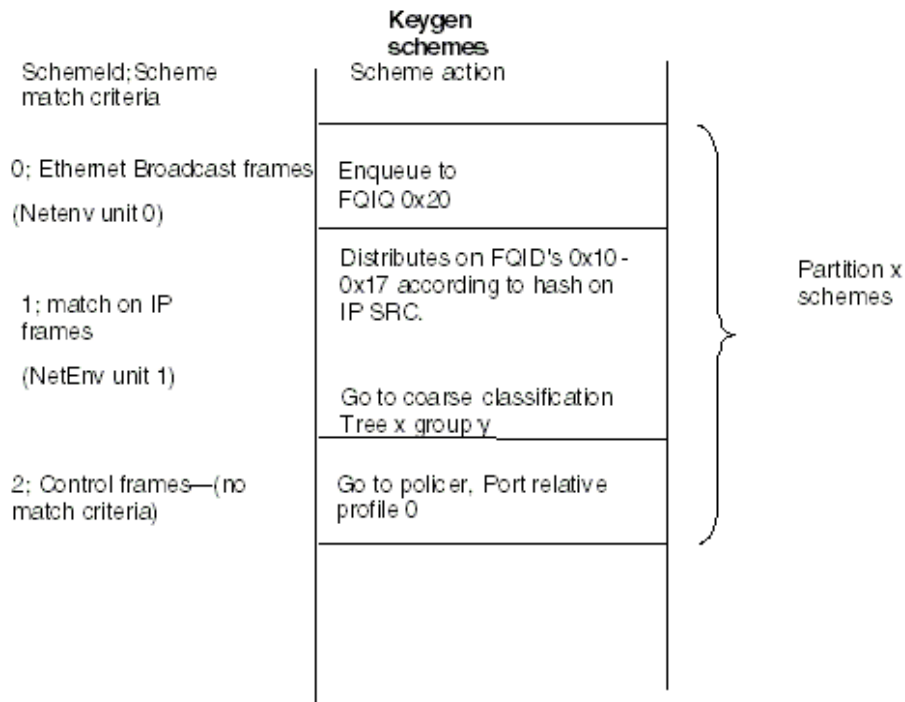 Keygen
schemes
SchemeId; Scheme
match criteria
Scheme action
0; Ethernet Broadcast frames
(Netenv unit 0)
Enqueue to
FQIQ 0x20
1; match on IP
frames
(NetEnv unit 1)
Distributes on FQID's 0x10 -
0x17 according to hash on
IP SRC.
Go to coarse classification
Tree x group y
2; Control frames—(no
match criteria)
Go to policer, Port relative
profile 0
Partition x
schemes